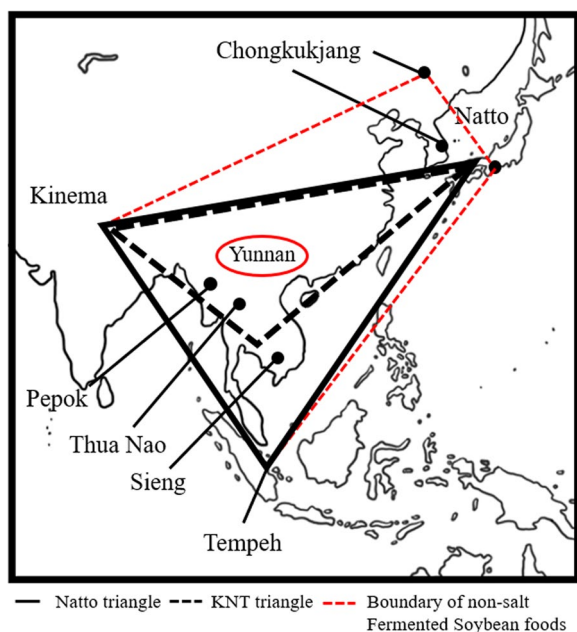 Chongkukjang
Natto
Kinema
Yunnan
Pepok
Thua Nao
Sieng
Tempeh
Natto triangle
KNT triangle
Boundary of non-salt
Fermented Soybean foods